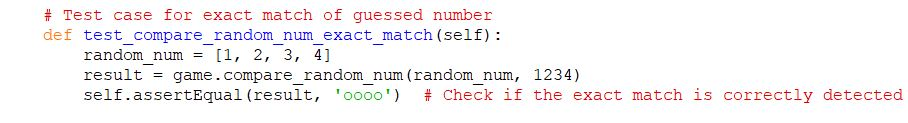 # Test case for exact match of guessed number
def test_compare_random_num_exact_match(self):
random_num = [1, 2, 3, 4]
result = game.compare_random_num(random_num, 1234)
self.assertEqual(result, 'oooo')  # Check if the exact match is correctly detected